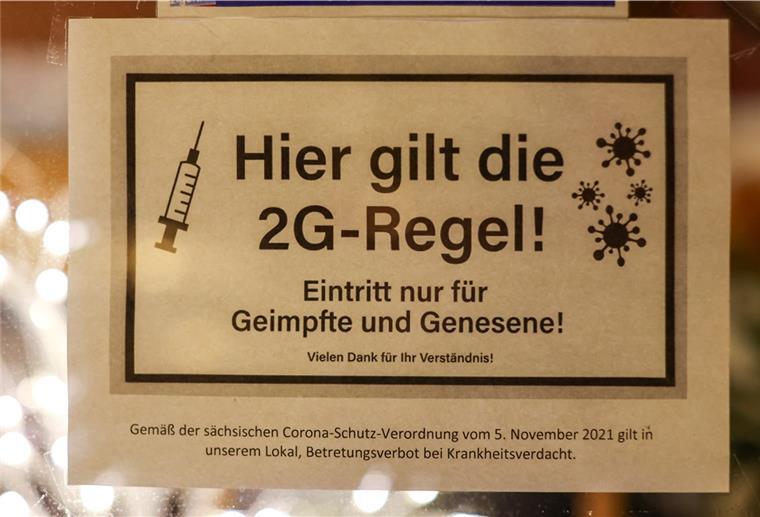 Hier gilt die
2G-Regel!
Eintritt nur für
Geimpfte und Genesene!
Vielen Dank für Ihr Verständnis!
Gemäß der sächsischen Corona-Schutz-Verordnung vom 5. November 2021 gilt in
unserem Lokal, Betretungsverbot bei Krankheitsverdacht.